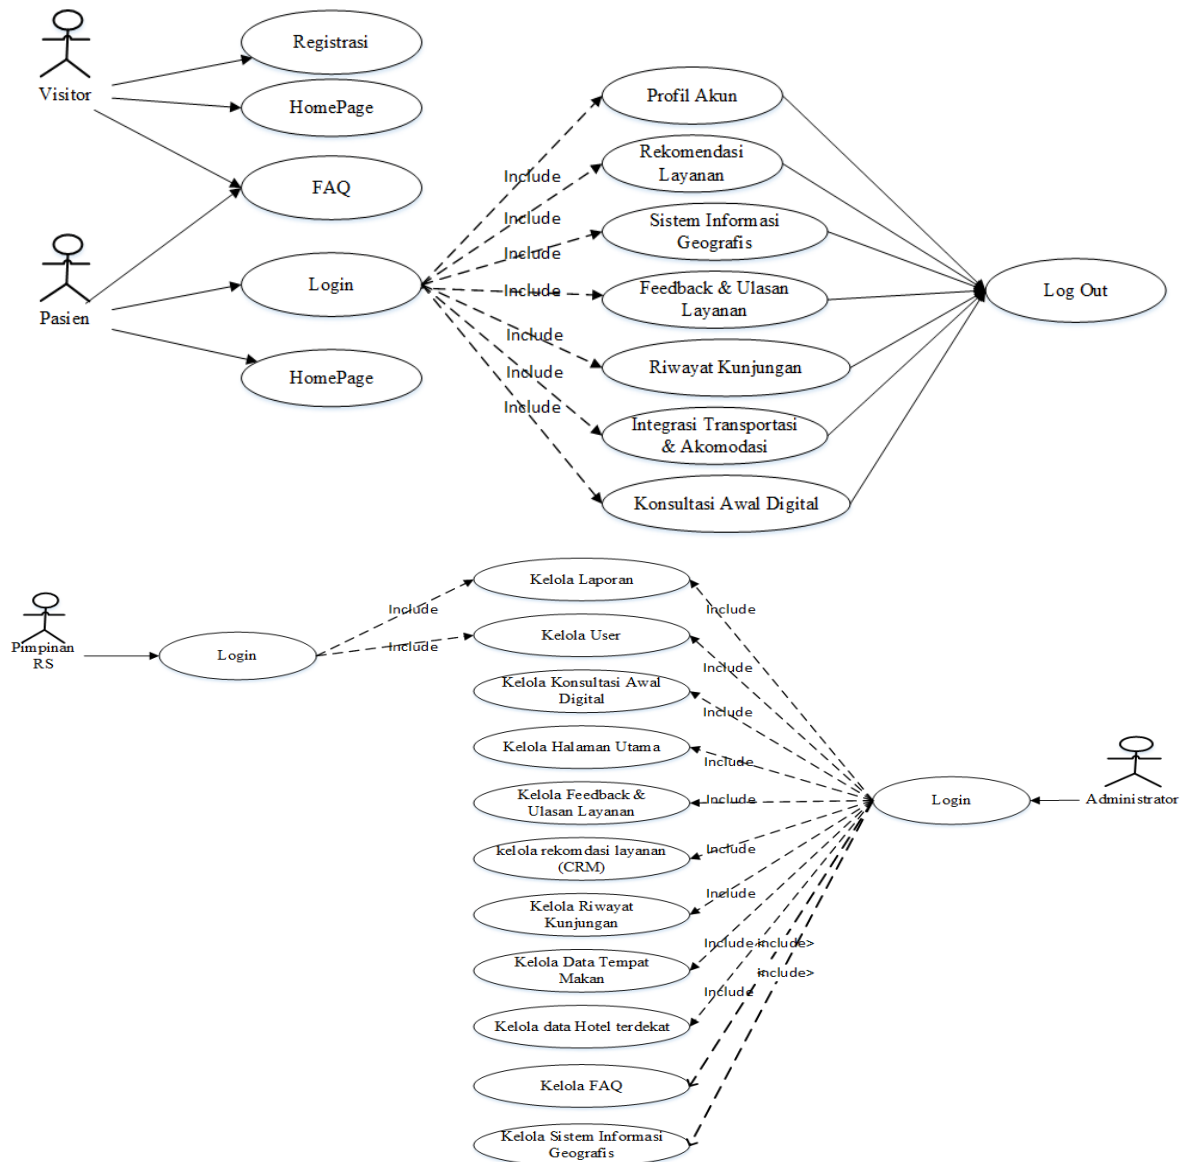 Visitor
Registrasi
HomePage
FAQ
Pasien
Login
HomePage
Include
Include
Include
Include
Include
Include
Include
Profil Akun
Rekomendasi
Layanan
Sistem Informasi
Geografis
Feedback & Ulasan
Layanan
Riwayat Kunjungan
Integrasi Transportasi
& Akomodasi
Konsultasi Awal Digital
Log Out
Pimpinan
RS
Login
Include
Include
Kelola Laporan
Kelola User
Kelola Konsultasi Awal
Digital
Kelola Halaman Utama
Kelola Feedback &
Ulasan Layanan
kelola rekomdasi layanan
(CRM)
Kelola Riwayat
Kunjungan
Kelola Data Tempat
Makan
Kelola data Hotel terdekat
Kelola FAQ
Kelola Sistem Informasi
Geografis
Include
Include
Include
Include
Include
Include
Include
Include
<include>
<include>
Include
Login
Administrator